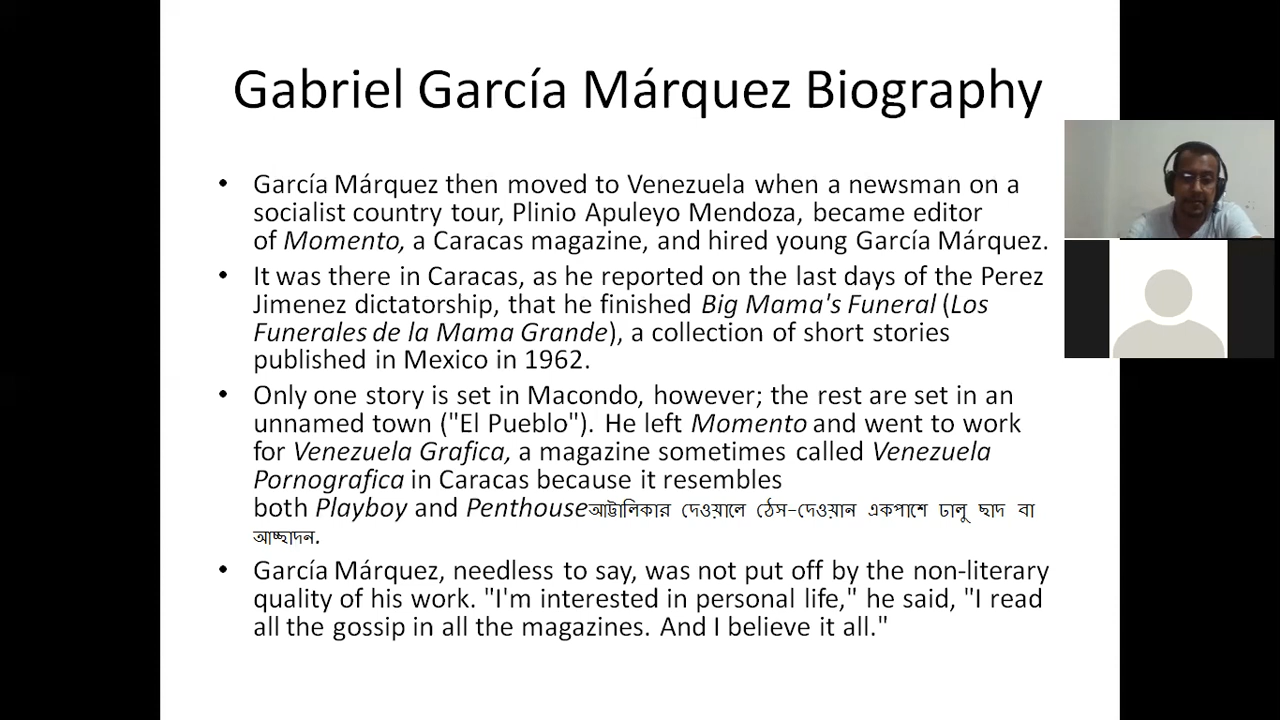 Gabriel García Márquez Biography
• García Márquez then moved to Venezuela when a newsman on a
socialist country tour, Plinio Apuleyo Mendoza, became editor
of Momento, a Caracas magazine, and hired young García Márquez.
• It was there in Caracas, as he reported on the last days of the Perez
Jimenez dictatorship, that he finished Big Mama's Funeral (Los
Funerales de la Mama Grande), a collection of short stories
published in Mexico in 1962.
• Only one story is set in Macondo, however; the rest are set in an
unnamed town ("El Pueblo"). He left Momento and went to work
for Venezuela Grafica, a magazine sometimes called Venezuela
Pornografica in Caracas because it resembles
both Playboy and Penthouseআট্টালিকার দেওয়ালে ঠেস-দেওয়ান একপাশে ঢালু ছাদ বা
আচ্ছাদন.
• García Márquez, needless to say, was not put off by the non-literary
quality of his work. "I'm interested in personal life," he said, "I read
all the gossip in all the magazines. And I believe it all."